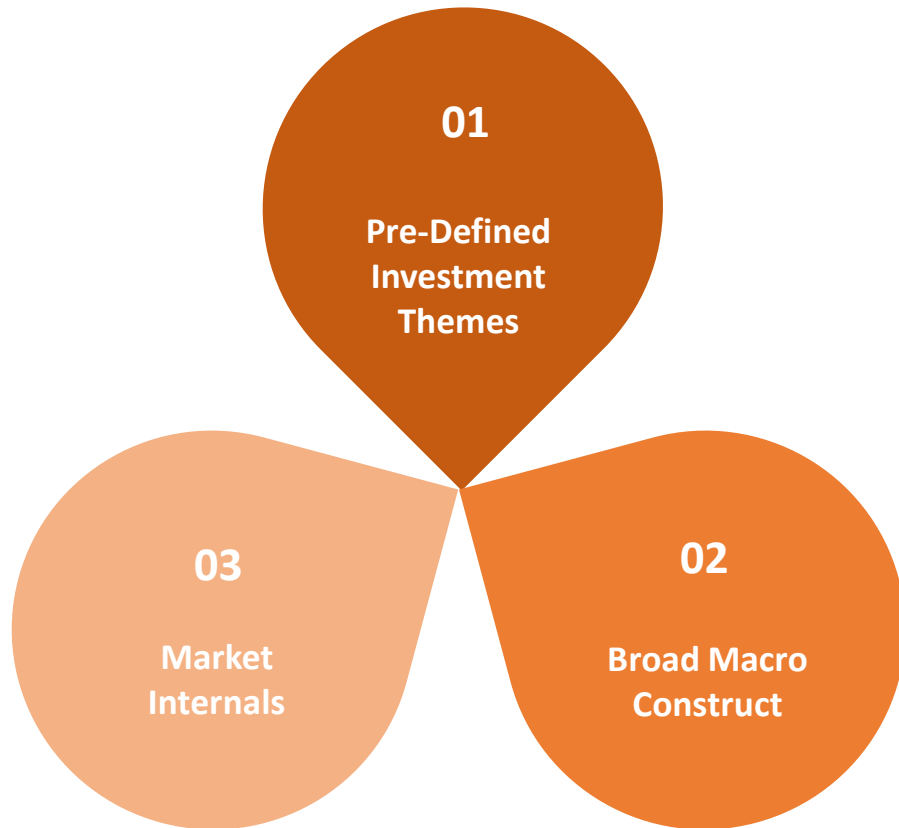 01
Pre-Defined
Investment
Themes
02
Broad Macro
Construct
03
Market
Internals